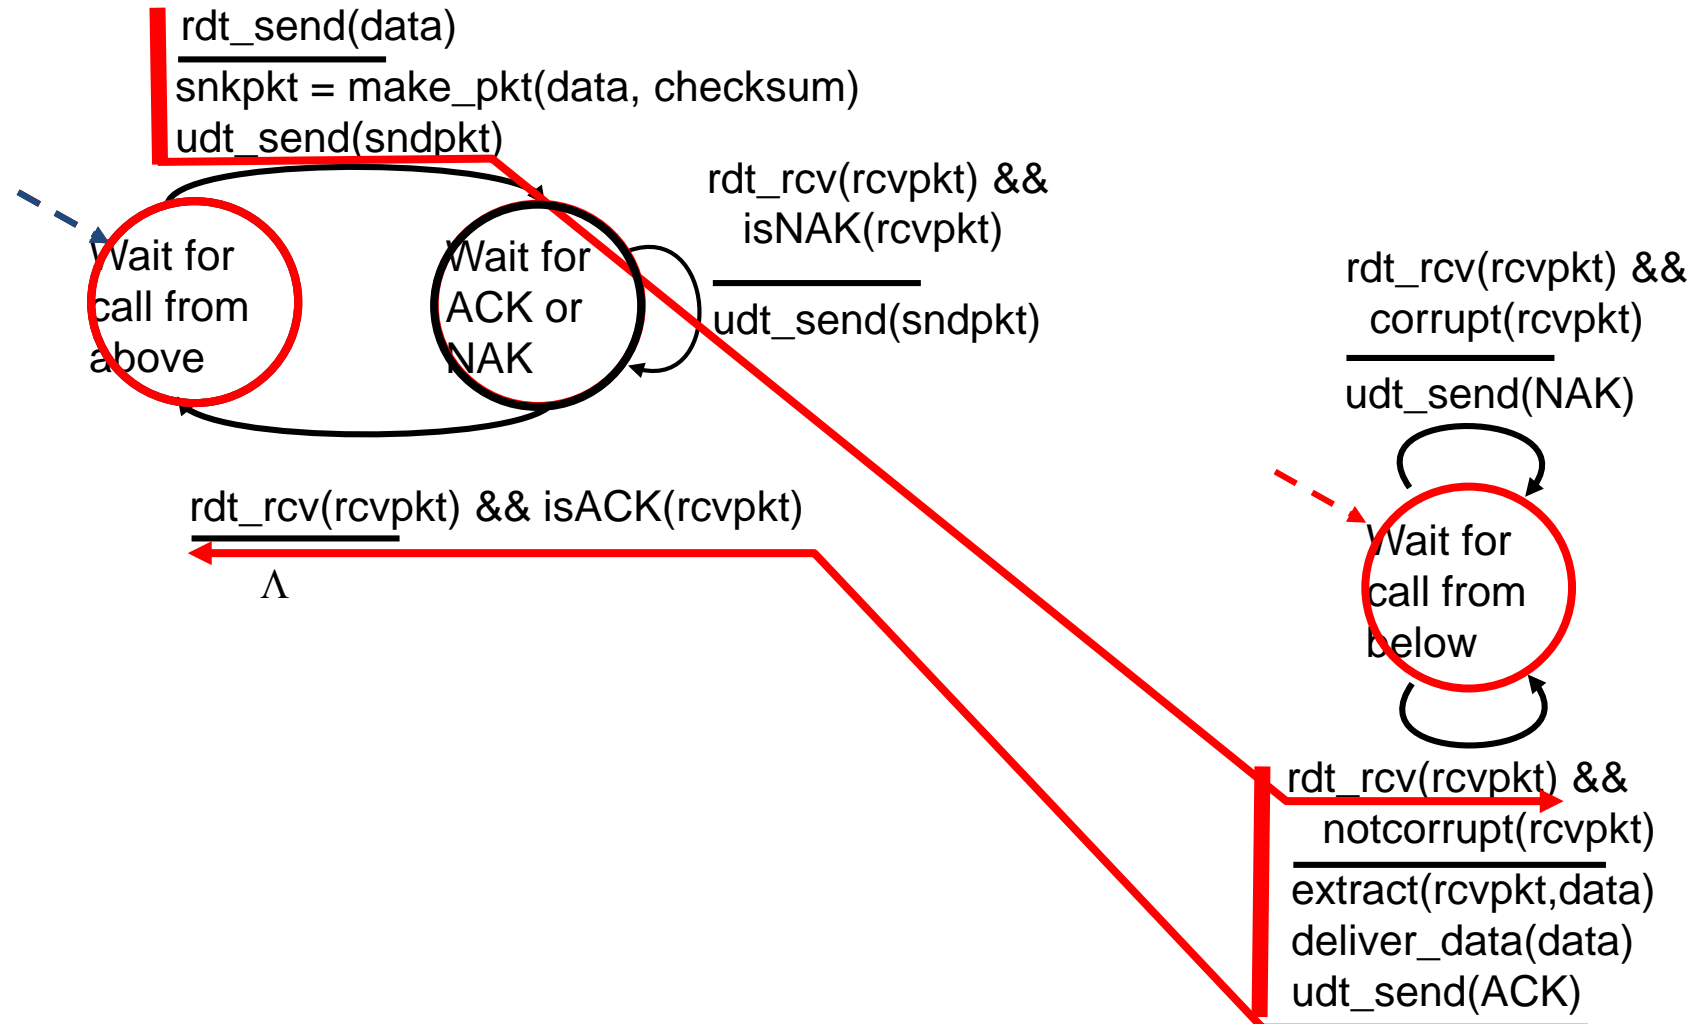 rdt_send(data)
snkpkt = make_pkt(data, checksum)
udt_send(sndpkt)
rdt_rcv(rcvpkt) &&
isNAK(rcvpkt)
udt_send(sndpkt)
Wait for
call from
above
Wait for
ACK or
NAK
rdt_rcv(rcvpkt) && isACK(rcvpkt)
Λ
rdt_rcv(rcvpkt) &&
corrupt(rcvpkt)
udt_send(NAK)
Wait for
call from
below
rdt_rcv(rcvpkt) &&
notcorrupt(rcvpkt)
extract(rcvpkt,data)
deliver_data(data)
udt_send(ACK)